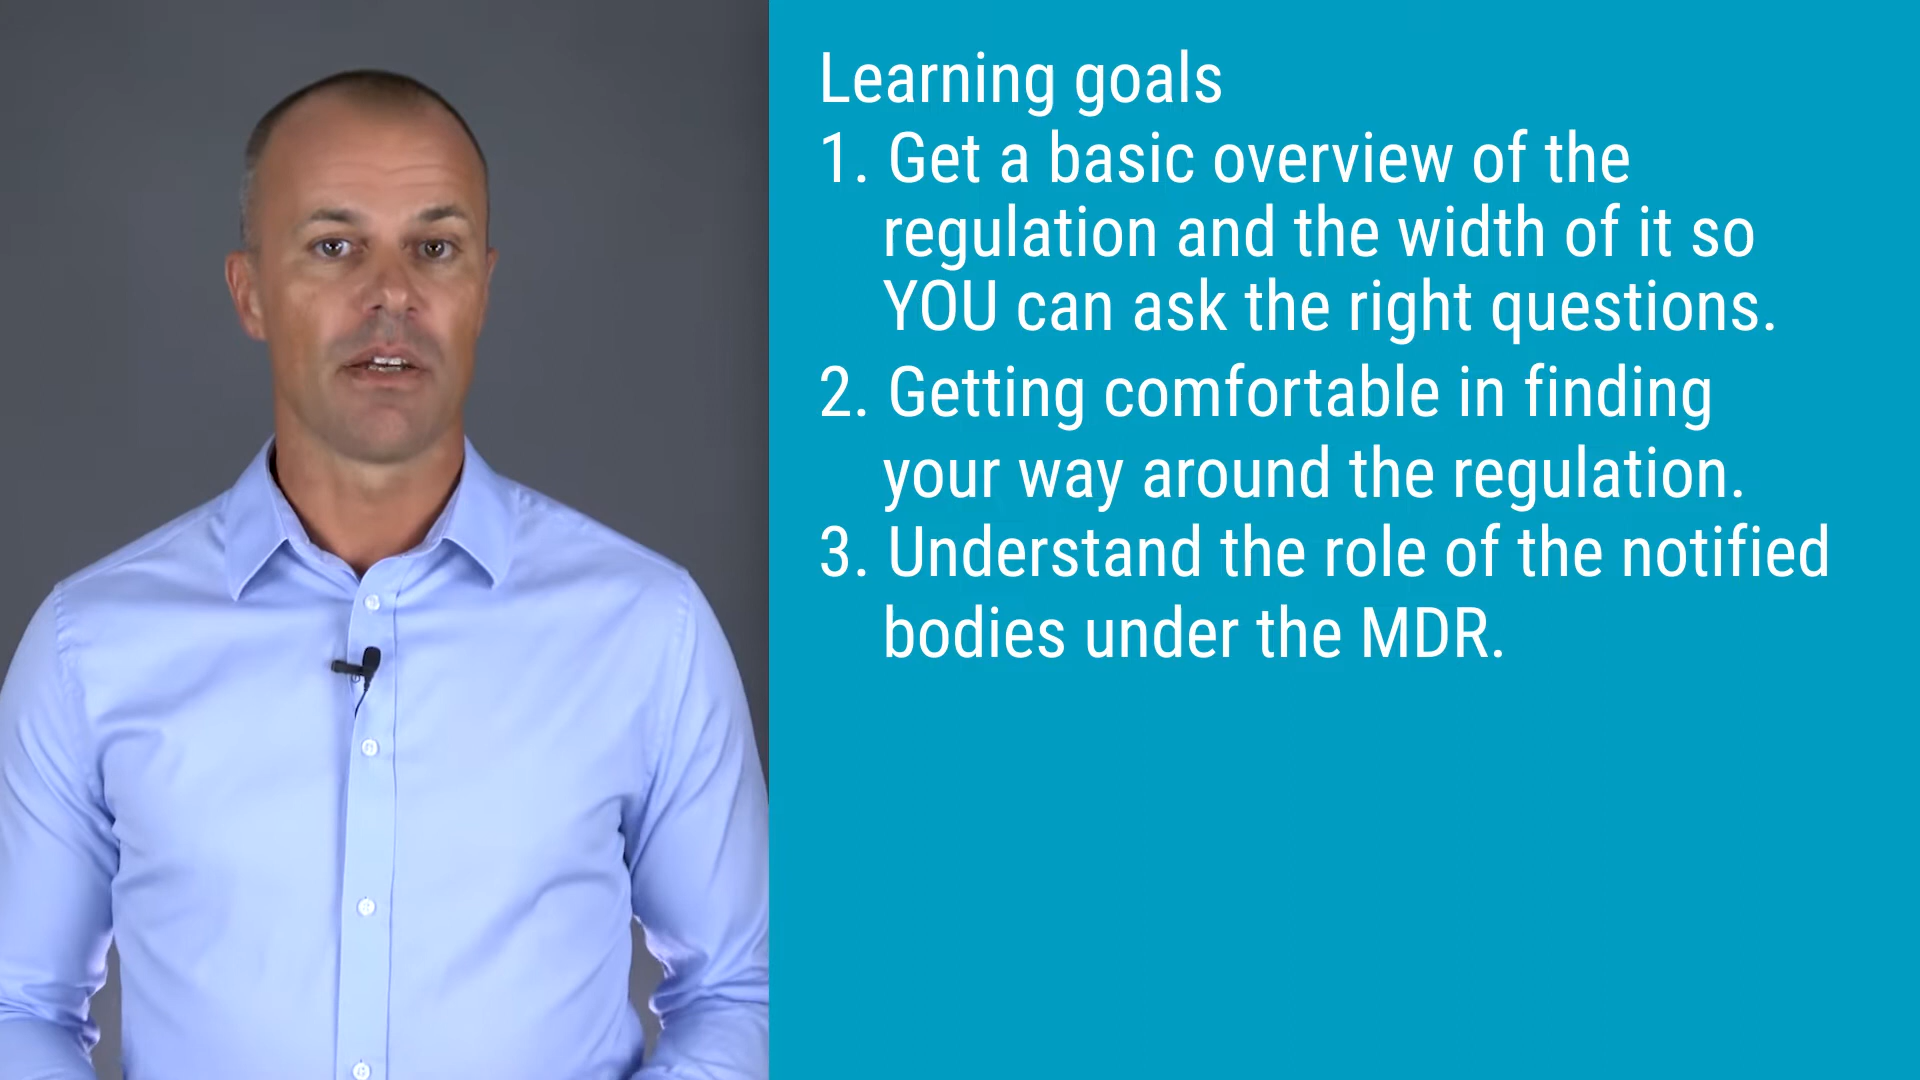 Learning goals
1. Get a basic overview of the
regulation and the width of it so
YOU can ask the right questions.
2. Getting comfortable in finding
your way around the regulation.
3. Understand the role of the notified
bodies under the MDR.